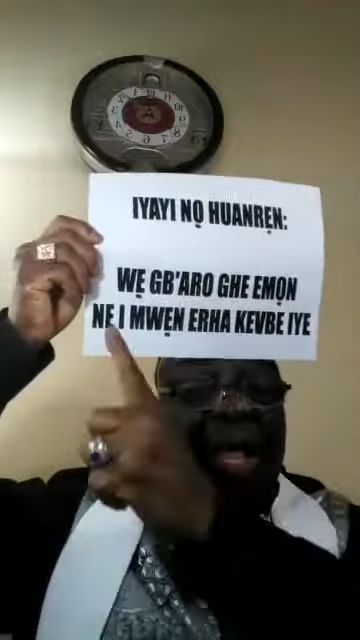 IYAYI NỌ HUANRẸN:
WẸ GB'ARO GHE EMỌN
NE I MWẸN ERHA KEVBE IYE